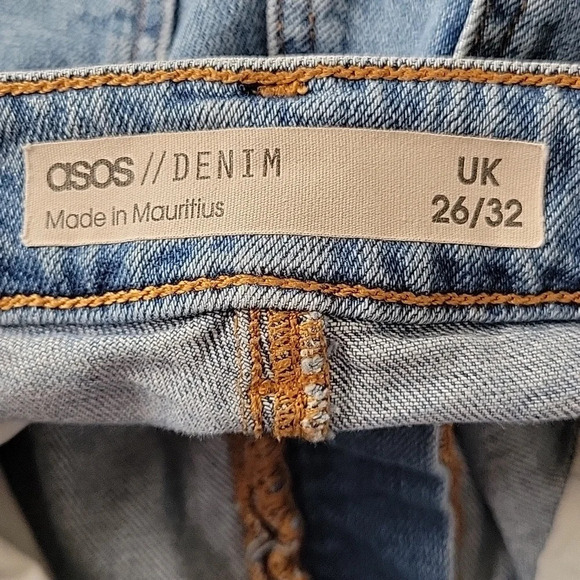 asos // DENIM
Made in Mauritius
UK
26/32